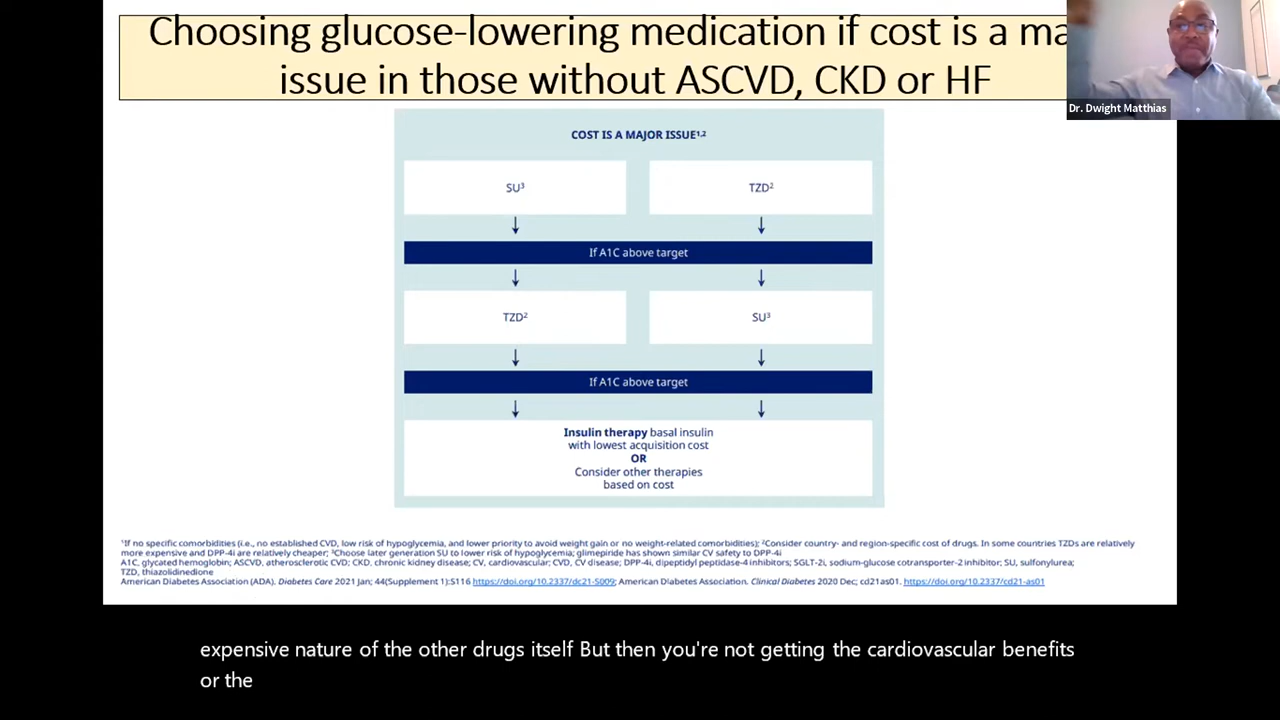 Choosing glucose-lowering medication if cost is a ma
issue in those without ASCVD, CKD or HF
Dr. Dwight Matthias
COST IS A MAJOR ISSUE¹,²
SU³
TZD²
If A1C above target
TZD²
SU³
If A1C above target
Insulin therapy basal insulin
with lowest acquisition cost
OR
Consider other therapies
based on cost
¹If no specific comorbidities (i.e., no established CVD, low risk of hypoglycemia, and lower priority to avoid weight gain or no weight-related comorbidities); ²Consider country- and region-specific cost of drugs. In some countries TZDs are relatively
more expensive and DPP-4i are relatively cheaper; ³Choose later generation SU to lower risk of hypoglycemia; glimepiride has shown similar CV safety to DPP-4i
A1C, glycated hemoglobin; ASCVD, atherosclerotic CVD; CKD, chronic kidney disease; CV, cardiovascular; CVD, CV disease; DPP-4i, dipeptidyl peptidase-4 inhibitors; SGLT-2i, sodium-glucose cotransporter-2 inhibitor; SU, sulfonylurea;
TZD, thiazolidinedione
American Diabetes Association (ADA). Diabetes Care 2021 Jan; 44(Supplement 1):S116 https://doi.org/10.2337/dc21-S009; American Diabetes Association. Clinical Diabetes 2020 Dec; cd21as01. https://doi.org/10.2337/cd21-as01
expensive nature of the other drugs itself But then you're not getting the cardiovascular benefits
or the